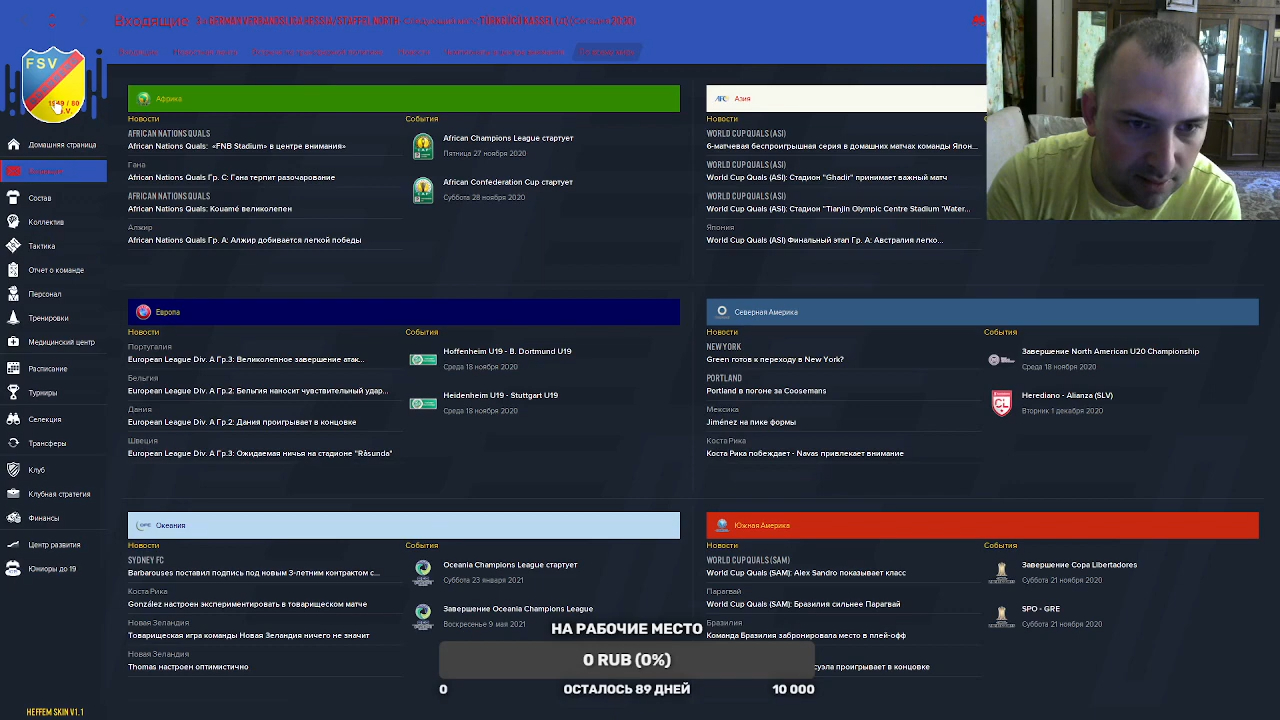 Входящие
FSV
Домашняя страница
Состав
Коллектив
Тактика
Отчет о команде
Персонал
Тренировки
Медицинский центр
Расписание
Турниры
Селекция
Трансферы
Клуб
Клубная стратегия
Финансы
Центр развития
Юниоры до 19
HEFFEM SKIN V1.1
Африка
Новости
AFRICAN NATIONS QUALS
African Nations Quals: «FNB Stadium» в центре внимания»
Гана
African Nations Quals Гр. C: Гана терпит разочарование
AFRICAN NATIONS QUALS
African Nations Quals: Kouamé великолепен
Алжир
African Nations Quals Гр. A: Алжир добивается легкой победы
События
African Champions League стартует
Пятница 27 ноября 2020
African Confederation Cup стартует
Суббота 28 ноября 2020
AFC Азия
Новости
WORLD CUP QUALS (ASI)
6-матчевая беспроигрышная серия в домашних матчах команды Япон...
WORLD CUP QUALS (ASI)
World Cup Quals (ASI): Стадион "Ghadir" принимает важный матч
WORLD CUP QUALS (ASI)
World Cup Quals (ASI): Стадион "Tianjin Olympic Centre Stadium 'Water...
Япония
World Cup Quals (ASI) Финальный этап Гр. A: Австралия легко...
Европа
Новости
Португалия
European League Div. A Гр.3: Великолепное завершение атак...
Бельгия
European League Div. A Гр.2: Бельгия наносит чувствительный удар...
Дания
European League Div. A Гр.2: Дания проигрывает в концовке
Швеция
European League Div. A Гр.3: Ожидаемая ничья на стадионе "Råsunda"
События
Hoffenheim U19 - B. Dortmund U19
Среда 18 ноября 2020
Heidenheim U19 - Stuttgart U19
Среда 18 ноября 2020
Северная Америка
Новости
NEW YORK
Green готов к переходу в New York?
PORTLAND
Portland в погоне за Coosemans
Мексика
Jiménez на пике формы
Коста Рика
Коста Рика побеждает - Navas привлекает внимание
События
Завершение North American U20 Championship
Среда 18 ноября 2020
Herediano - Alianza (SLV)
Вторник 1 декабря 2020
Океания
Новости
SYDNEY FC
Barbarouses поставил подпись под новым 3-летним контрактом с...
Коста Рика
González настроен экспериментировать в товарищеском матче
Новая Зеландия
Товарищеская игра команды Новая Зеландия ничего не значит
Новая Зеландия
Thomas настроен оптимистично
События
Oceania Champions League стартует
Суббота 23 января 2021
Завершение Oceania Champions League
Воскресенье 9 мая 2021
Южная Америка
Новости
WORLD CUP QUALS (SAM)
World Cup Quals (SAM): Alex Sandro показывает класс
Парагвай
World Cup Quals (SAM): Бразилия сильнее Парагвай
Бразилия
Команда Бразилия забронировала место в плей-офф
проигрывает в концовке
События
Завершение Copa Libertadores
Суббота 21 ноября 2020
SPO - GRE
Суббота 21 ноября 2020
НА РАБОЧИЕ МЕСТО
0 RUB (0%)
0 ОСТАЛОСЬ 89 ДНЕЙ 10 000